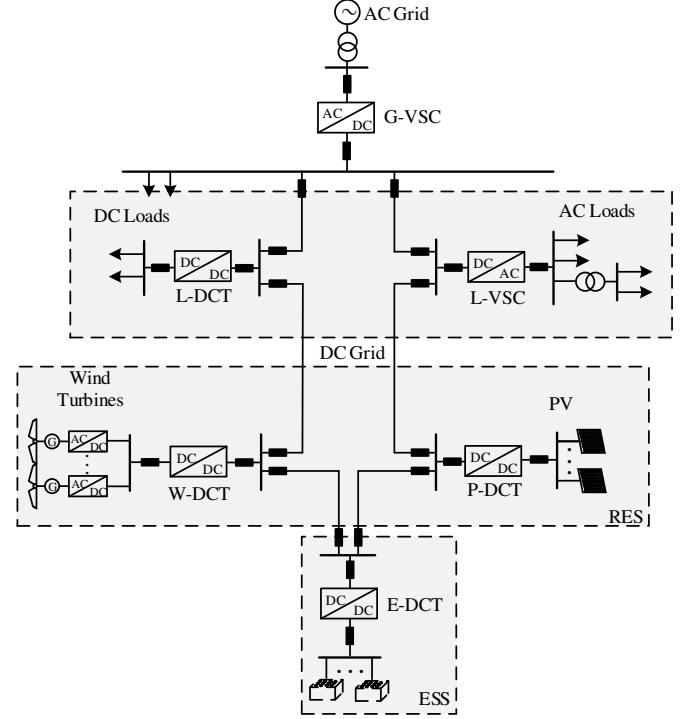 AC Grid
AC
DC
G-VSC
DC Loads
AC Loads
DC
DC
L-DCT
DC
AC
L-VSC
DC Grid
Wind
Turbines
PV
G
AC
DC
DC
DC
W-DCT
DC
DC
P-DCT
G
AC
DC
RES
DC
DC
E-DCT
ESS